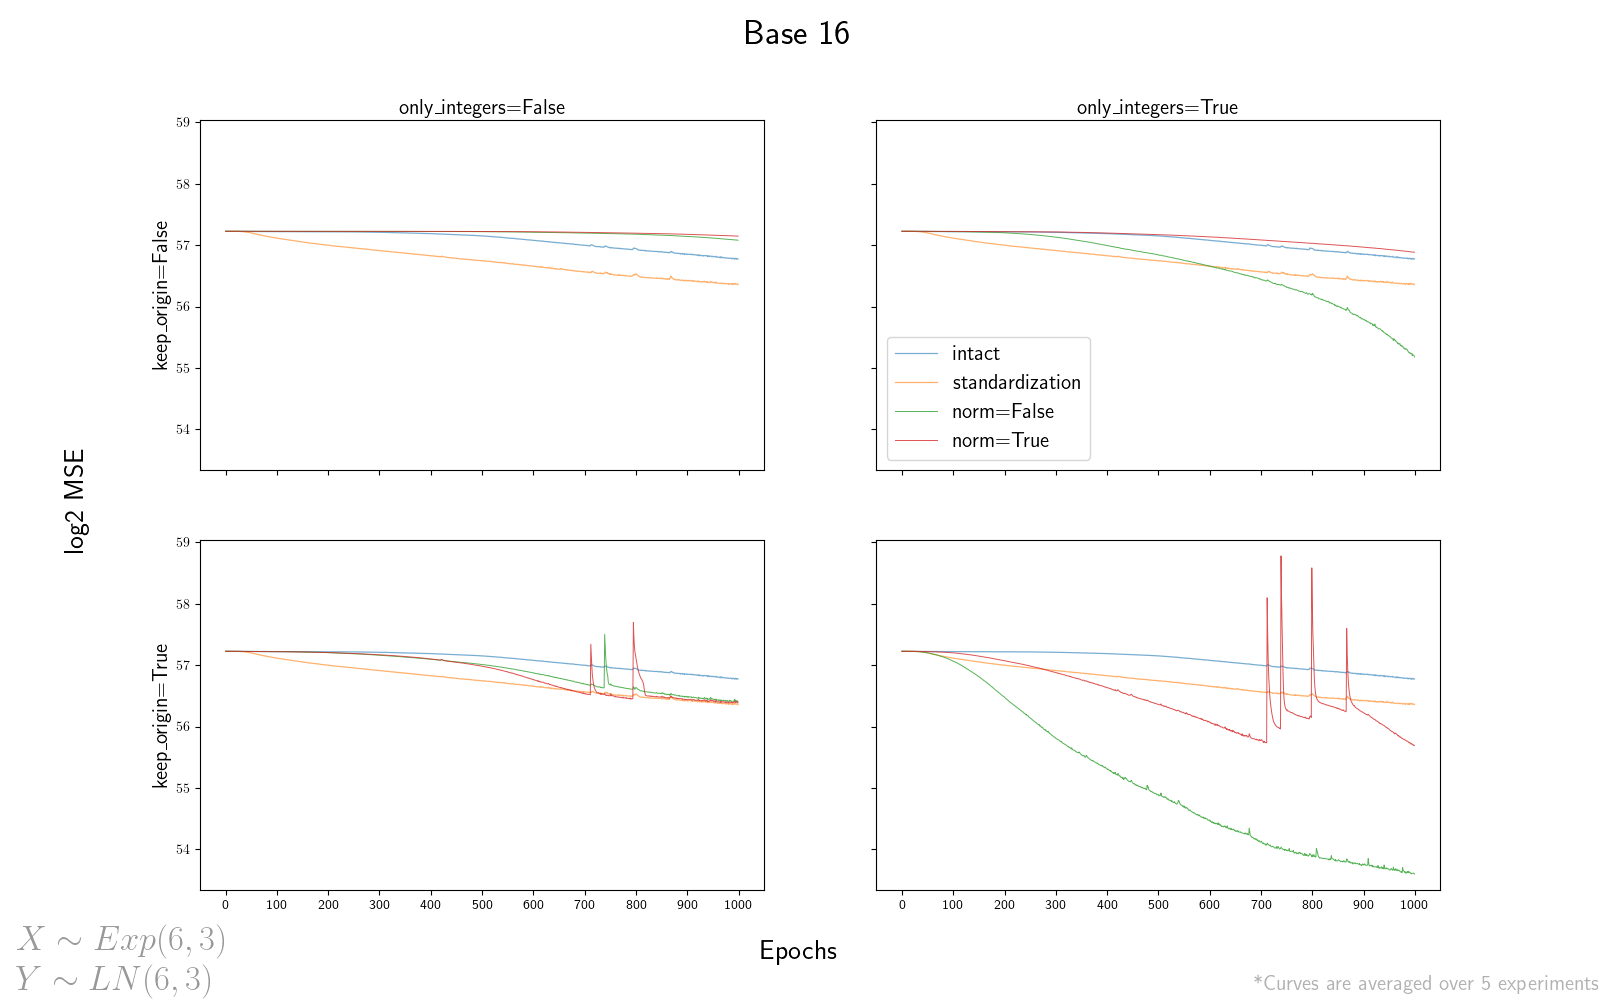 Base 16
only_integers=False
only_integers=True
59
58
57
56
55
54
keep_origin=False
intact
standardization
norm=False
norm=True
log2 MSE
59
58
57
56
55
54
keep_origin=True
0 100 200 300 400 500 600 700 800 900 1000
0 100 200 300 400 500 600 700 800 900 1000
X ∼ Exp(6, 3)
Y ∼ LN(6, 3)
Epochs
*Curves are averaged over 5 experiments